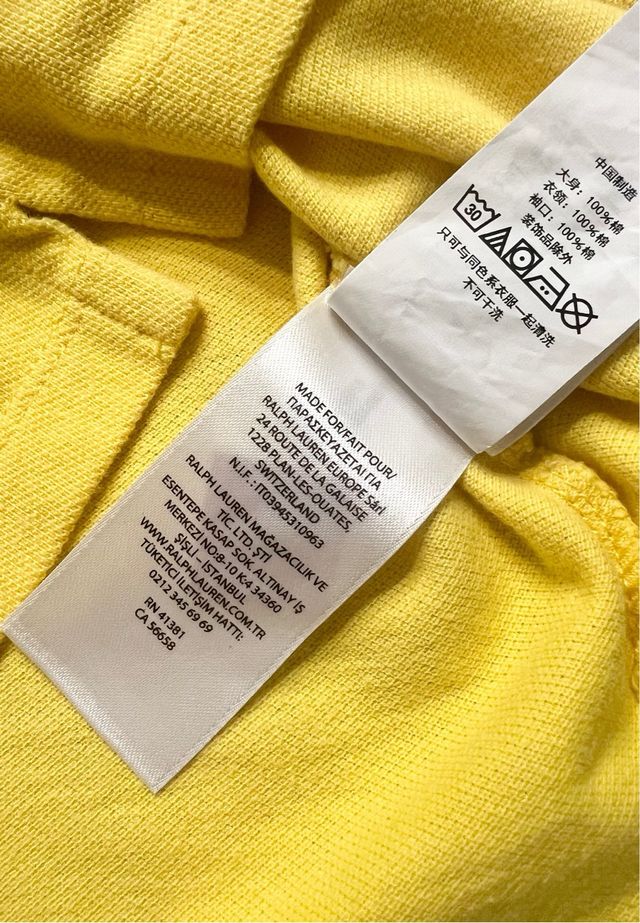 中国制造
大身：100%棉
衣领：100%棉
袖口：100%棉
装饰品除外
30
只可与同色系衣服一起清洗
不可干洗
MADE FOR/FAIT POUR/
ΠΑΡΑΣΚΕΥΑΖΕΤΑΙ ΓΙΑ
RALPH LAUREN EUROPE Sàrl
24 ROUTE DE LA GALAISE
1228 PLAN-LES-OUATES,
SWITZERLAND
N.I.F.:IT03945310963
RALPH LAUREN MAĞAZACILIK VE
TİC. LTD. ŞTİ
ESENTEPE KASAP SOK. ALTINAY İŞ
MERKEZİ NO:8-10 K:4 34360
ŞİŞLİ - İSTANBUL
WWW.RALPHLAUREN.COM.TR
TÜKETİCİ İLETİŞİM HATTI:
0212 345 69 69
RN 41381
CA 56658